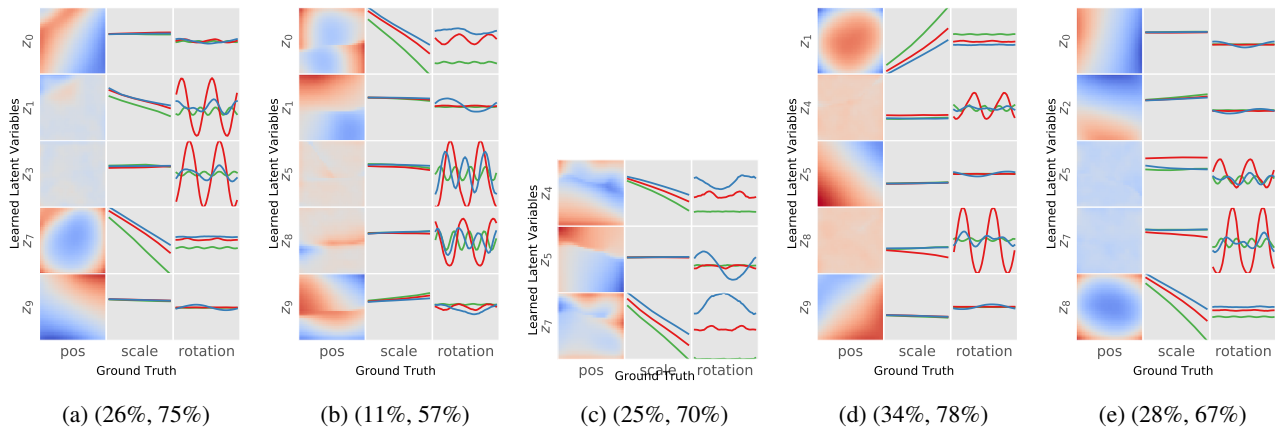 Learned Latent Variables
Z0
Z1
Z3
Z7
Z9
pos scale rotation
Ground Truth
(a) (26%, 75%)
Learned Latent Variables
Z0
Z1
Z5
Z8
Z9
pos scale rotation
Ground Truth
(b) (11%, 57%)
Learned Latent Variables
Z4
Z5
Z7
pos scale rotation
Ground Truth
(c) (25%, 70%)
Learned Latent Variables
Z1
Z4
Z5
Z8
Z9
pos scale rotation
Ground Truth
(d) (34%, 78%)
Learned Latent Variables
Z0
Z2
Z5
Z7
Z8
pos scale rotation
Ground Truth
(e) (28%, 67%)